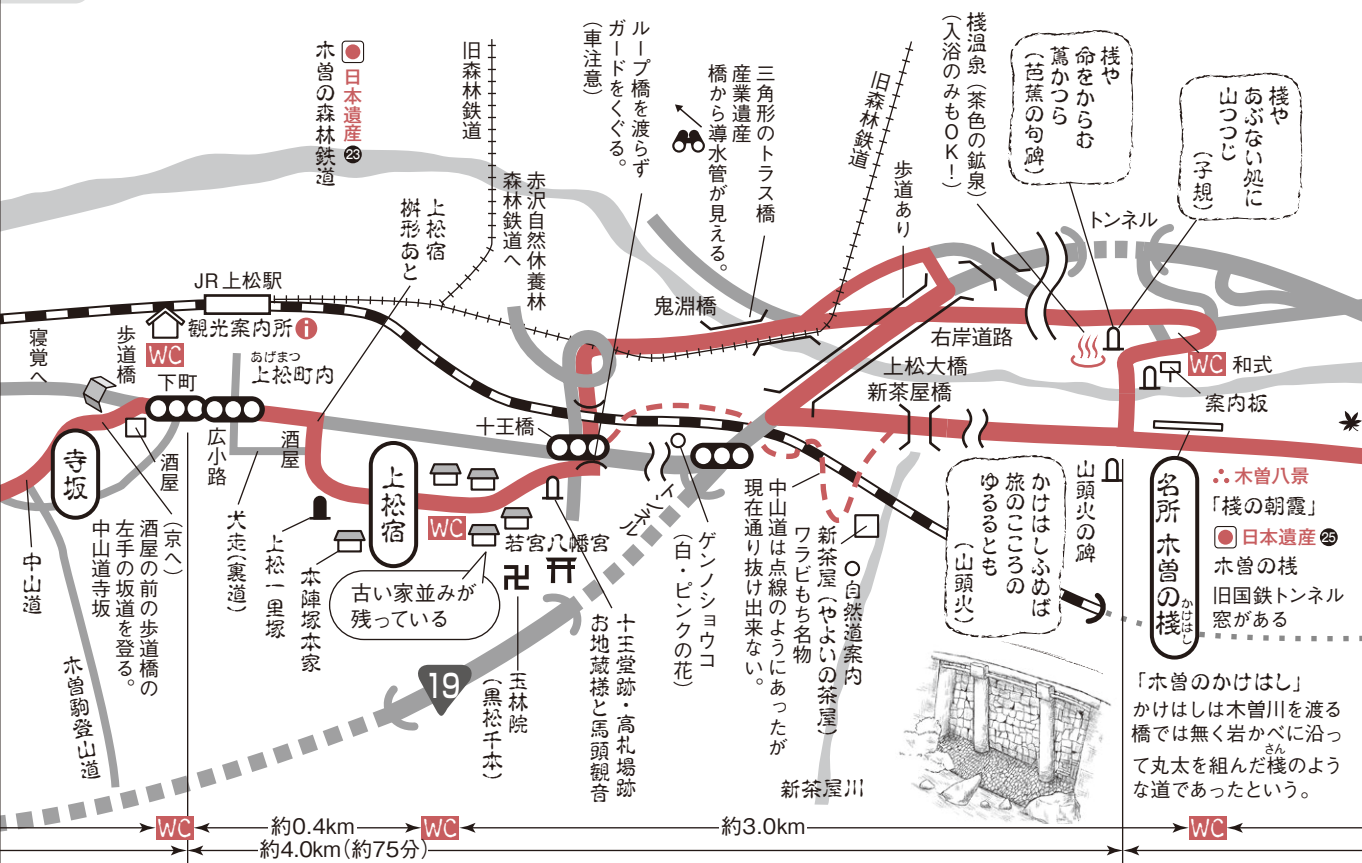 日本遺産 23
木曽の森林鉄道
旧森林鉄道
ループ橋を渡らず
ガードをくぐる。
(車注意)
三角形のトラス橋
産業遺産
橋から導水管が見える。
旧森林鉄道
歩道あり
棧温泉(茶色の鉱泉)
(入浴のみもOK!)
桟や
命をからむ
蔦かつら
(芭蕉の句碑)
桟や
あぶない処に
山つつじ
(子規)
トンネル
赤沢自然休養林
森林鉄道へ
上松宿
桝形あと
JR上松駅
観光案内所 i
WC
寝覚へ
歩道橋
下町
あげまつ
上松町内
広小路
酒屋
酒屋
寺坂
中山道
(京へ)
酒屋の前の歩道橋の
左手の坂道を登る。
中山道寺坂
木曽駒登山道
犬走(裏道)
上松一里塚
本陣塚本家
上松宿
WC
古い家並みが
残っている
若宮八幡宮
玉林院
(黒松千本)
19
十王橋
十王堂跡・高札場跡
お地蔵様と馬頭観音
トンネル
ゲンノショウコ
(白・ピンクの花)
鬼淵橋
右岸道路
上松大橋
新茶屋橋
中山道は点線のようにあったが
現在通り抜け出来ない。
新茶屋(やよいの茶屋)
ワラビもち名物
自然道案内
新茶屋川
かけはしふめば
旅のこころの
ゆるるとも
(山頭火)
山頭火の碑
WC 和式
案内板
名所 木曽の棧
かけはし
木曽八景
「棧の朝霞」
日本遺産 25
木曽の桟
旧国鉄トンネル
窓がある
「木曽のかけはし」
かけはしは木曽川を渡る
橋では無く岩かべに沿っ
て丸太を組んだ棧のよう
さん
な道であったという。
WC
約0.4km
WC
約3.0km
WC
約4.0km(約75分)